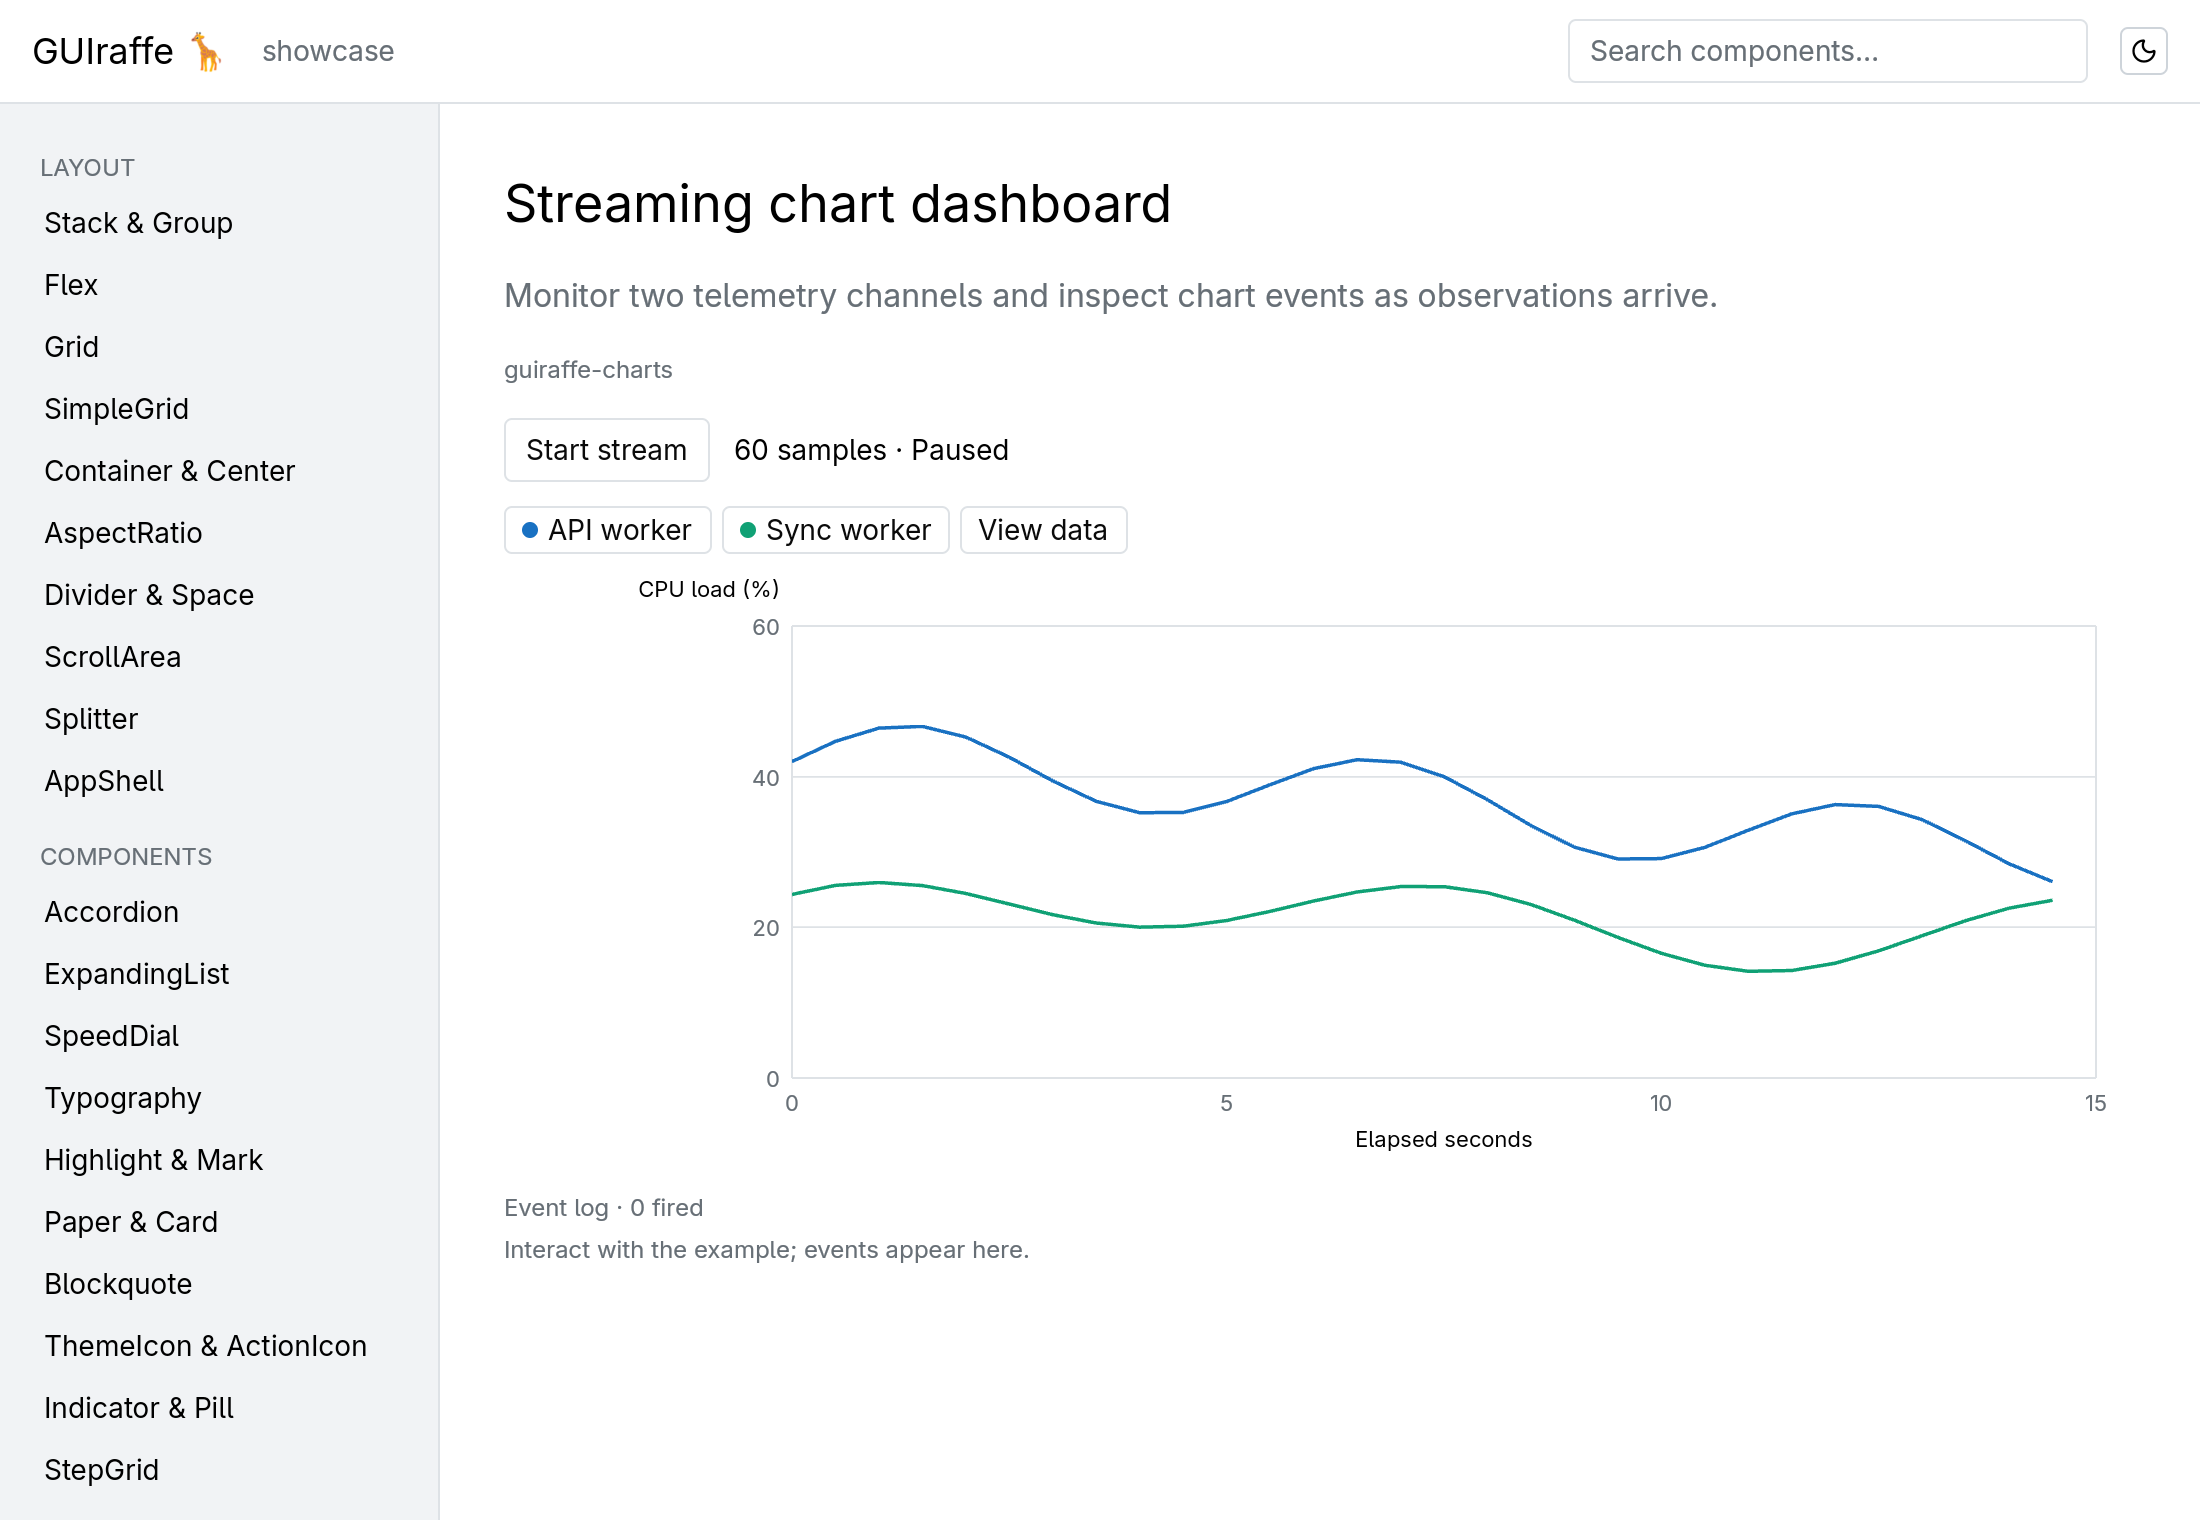 GUIraffe 🦒 showcase
Search components...
LAYOUT
Stack & Group
Flex
Grid
SimpleGrid
Container & Center
AspectRatio
Divider & Space
ScrollArea
Splitter
AppShell
COMPONENTS
Accordion
ExpandingList
SpeedDial
Typography
Highlight & Mark
Paper & Card
Blockquote
ThemeIcon & ActionIcon
Indicator & Pill
StepGrid
Streaming chart dashboard
Monitor two telemetry channels and inspect chart events as observations arrive.
guiraffe-charts
Start stream 60 samples · Paused
API worker Sync worker View data
CPU load (%)
60
40
20
0
0 5 10 15
Elapsed seconds
Event log · 0 fired
Interact with the example; events appear here.